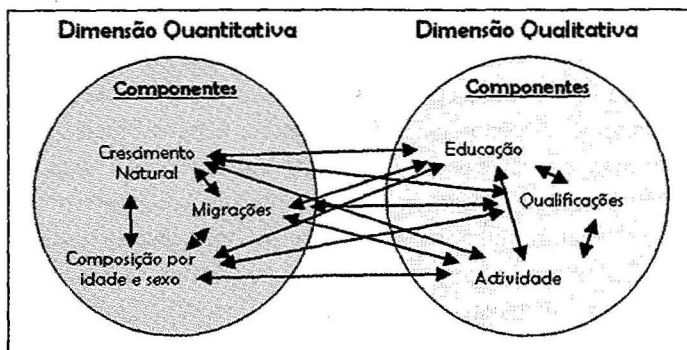 Dimensão Quantitativa
Dimensão Qualitativa
Componentes
Componentes
Crescimento
Natural
Migrações
Composição por
idade e sexo
Educação
Qualificações
Actividade